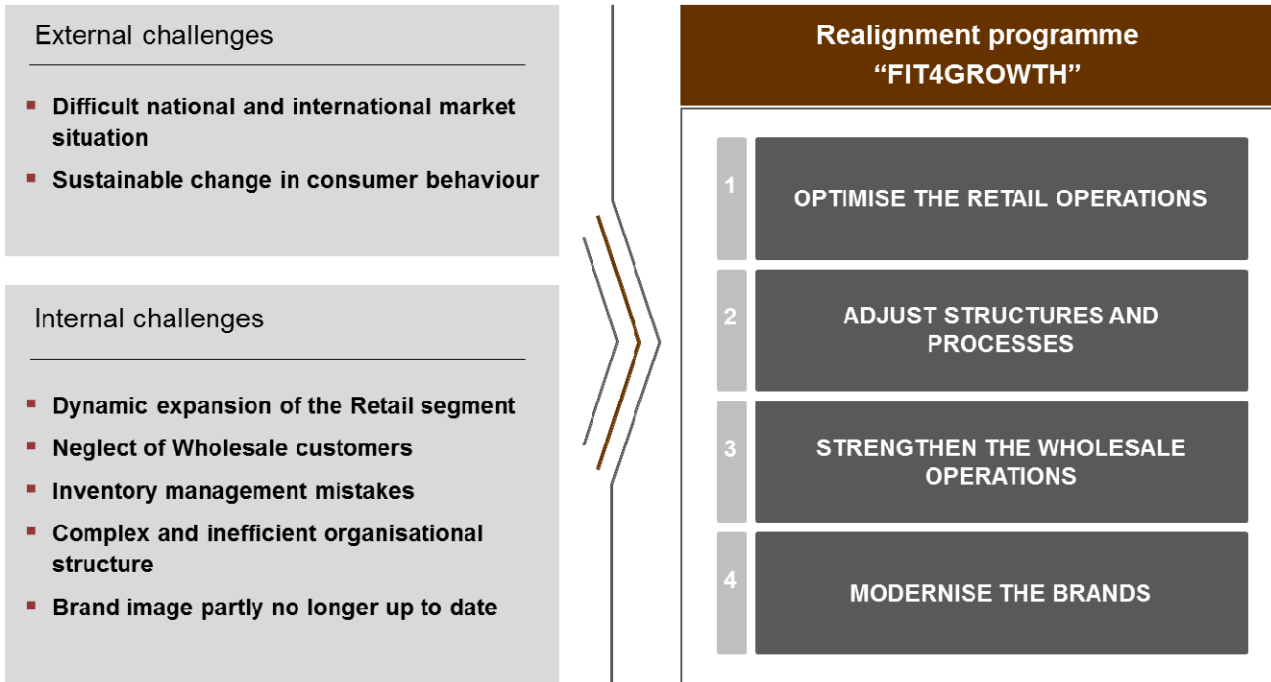 External challenges
▪ Difficult national and international market
situation
▪ Sustainable change in consumer behaviour
Internal challenges
▪ Dynamic expansion of the Retail segment
▪ Neglect of Wholesale customers
▪ Inventory management mistakes
▪ Complex and inefficient organisational
structure
▪ Brand image partly no longer up to date
Realignment programme
“FIT4GROWTH”
1
OPTIMISE THE RETAIL OPERATIONS
2
ADJUST STRUCTURES AND
PROCESSES
3
STRENGTHEN THE WHOLESALE
OPERATIONS
4
MODERNISE THE BRANDS